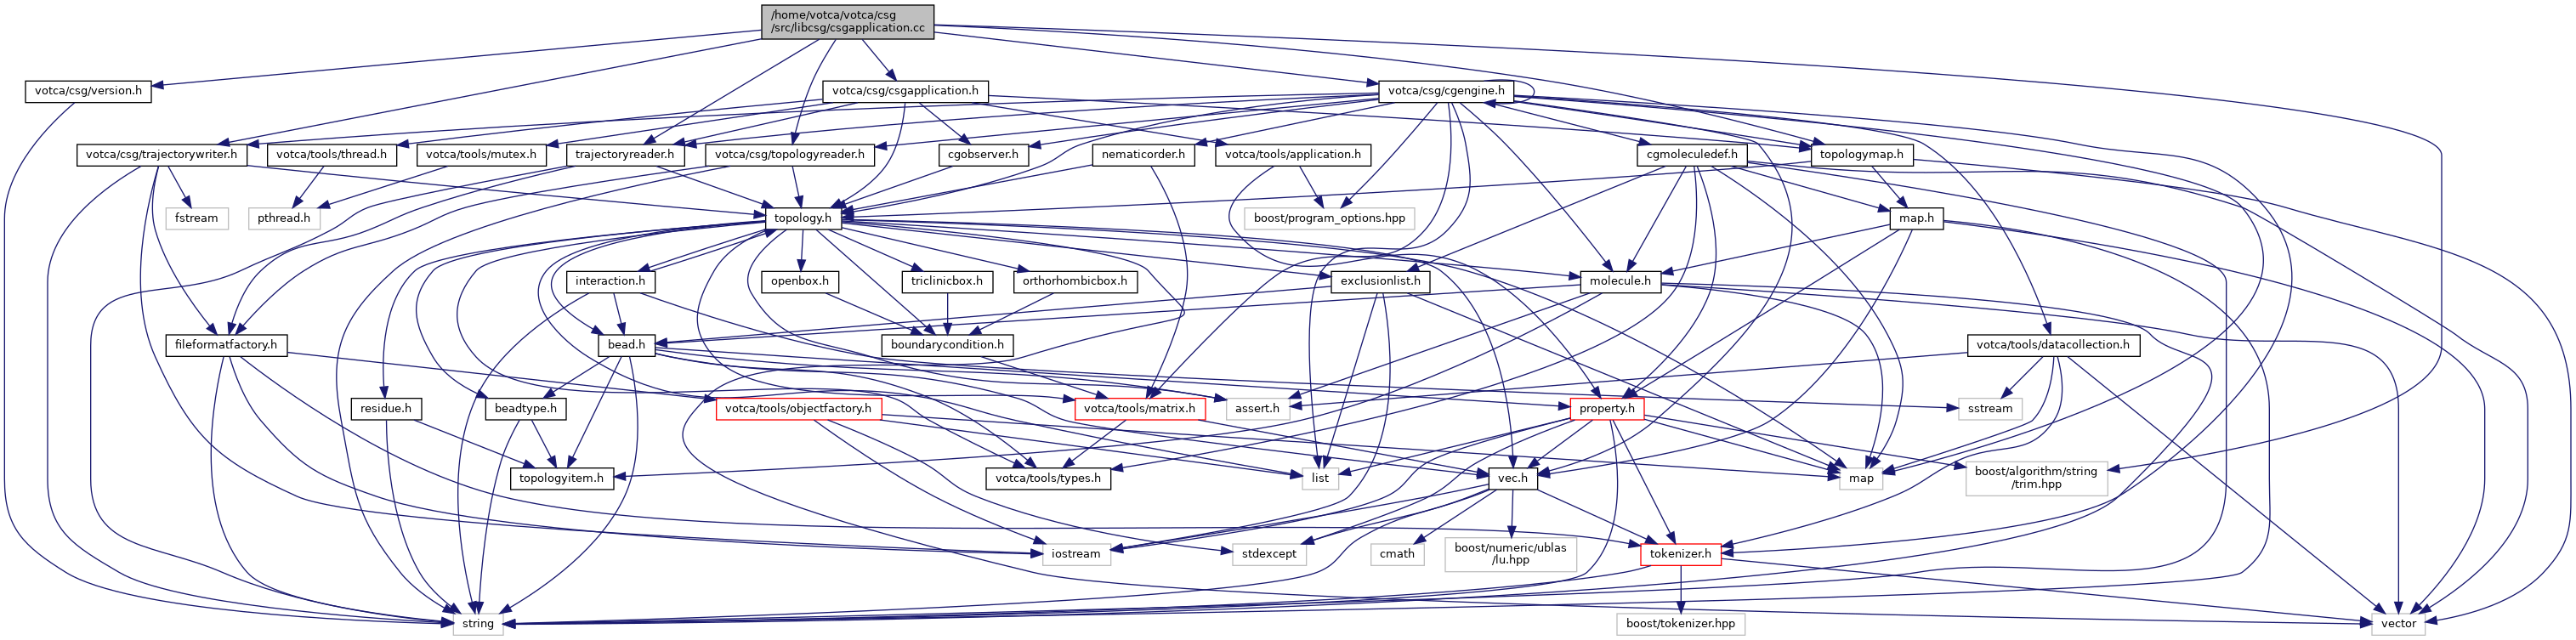 /home/votca/votca/csg
/src/libcsg/csgapplication.cc
votca/csg/version.h
votca/csg/csgapplication.h
votca/csg/cgengine.h
votca/csg/trajectorywriter.h
votca/tools/thread.h
votca/tools/mutex.h
trajectoryreader.h
votca/csg/topologyreader.h
cgobserver.h
nematicorder.h
votca/tools/application.h
cgmoleculedef.h
topologymap.h
fstream
pthread.h
topology.h
boost/program_options.hpp
map.h
interaction.h
openbox.h
triclinicbox.h
orthorhombicbox.h
exclusionlist.h
molecule.h
fileformatfactory.h
bead.h
boundarycondition.h
votca/tools/datacollection.h
residue.h
beadtype.h
votca/tools/objectfactory.h
votca/tools/matrix.h
assert.h
property.h
sstream
topologyitem.h
votca/tools/types.h
list
vec.h
map
boost/algorithm/string
/trim.hpp
iostream
stdexcept
cmath
boost/numeric/ublas
/lu.hpp
tokenizer.h
string
boost/tokenizer.hpp
vector